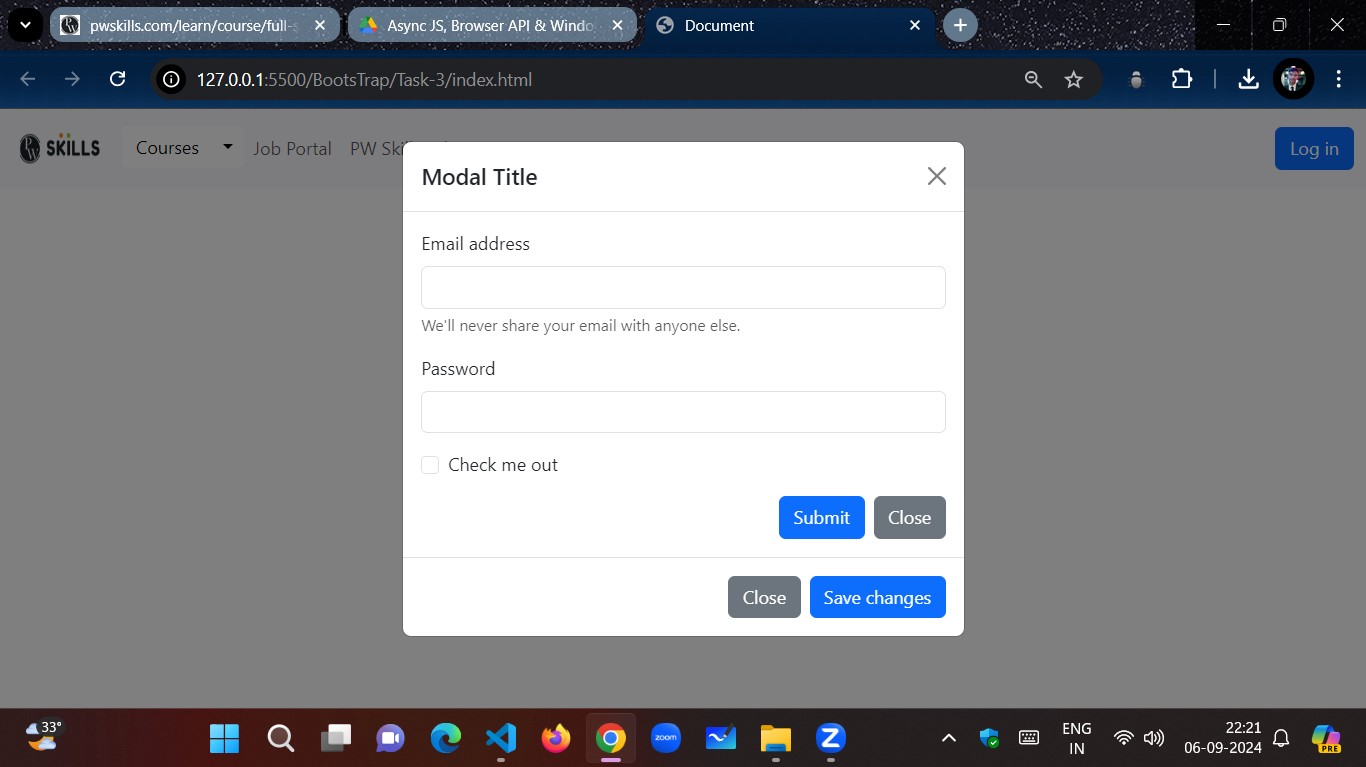 pwskills.com/learn/course/full-s
Async JS, Browser API & Windo
Document
127.0.0.1:5500/BootsTrap/Task-3/index.html
SKILLS
Courses
Job Portal
PW Ski
Log in
Modal Title
Email address
We'll never share your email with anyone else.
Password
Check me out
Submit
Close
Close
Save changes
33°
zoom
ENG
IN
22:21
06-09-2024
PRE